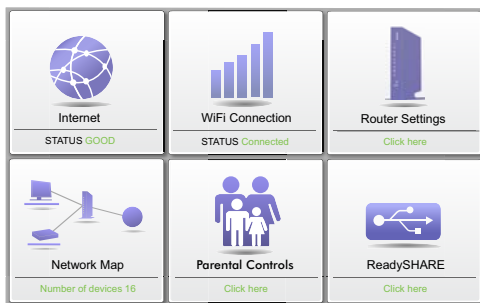 Internet
STATUS GOOD
WiFi Connection
STATUS Connected
Router Settings
Click here
Network Map
Number of devices 16
Parental Controls
Click here
ReadySHARE
Click here